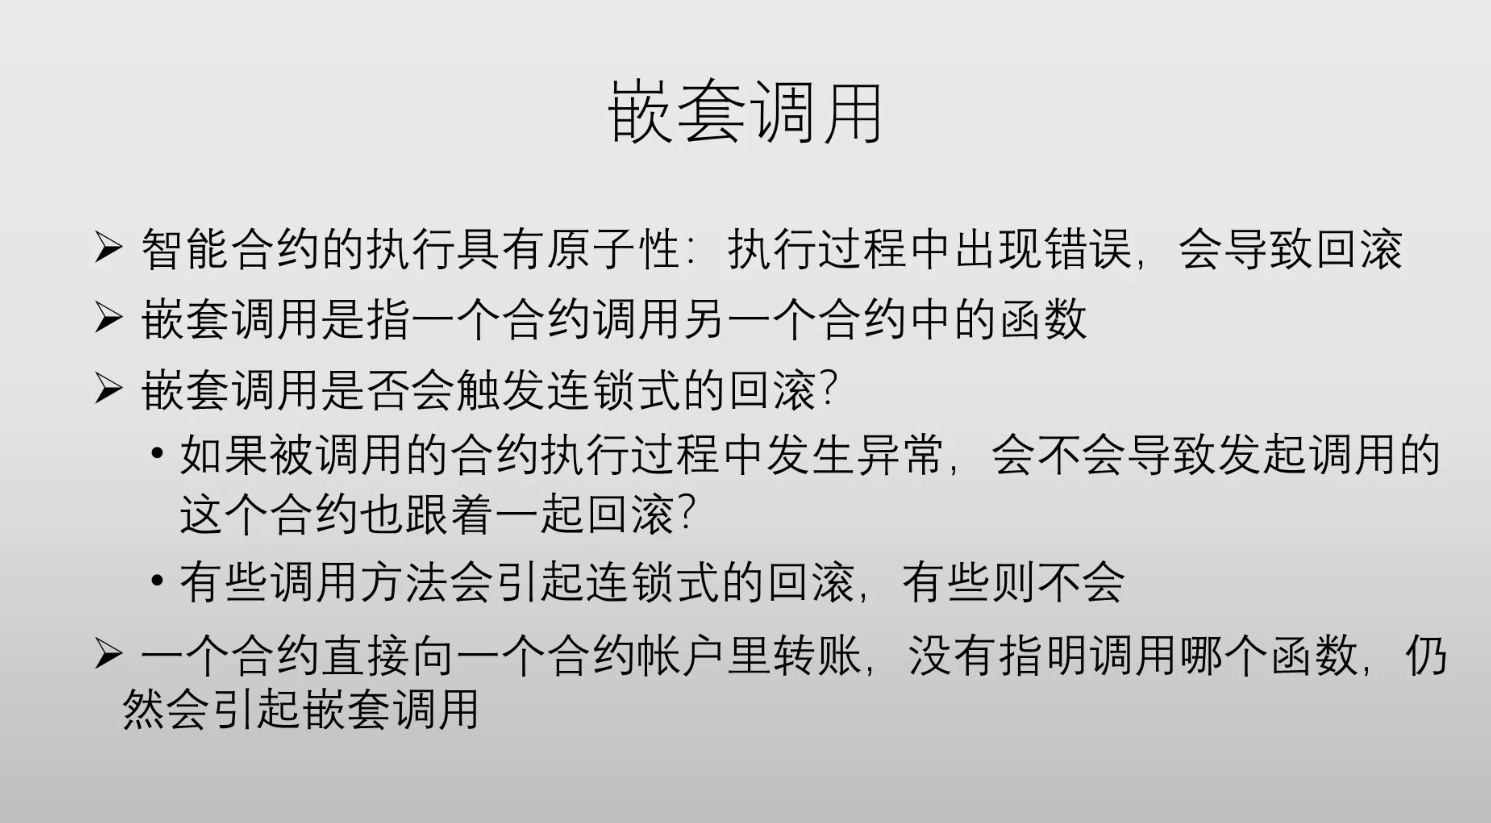 嵌套调用
➢ 智能合约的执行具有原子性：执行过程中出现错误，会导致回滚
➢ 嵌套调用是指一个合约调用另一个合约中的函数
➢ 嵌套调用是否会触发连锁式的回滚？
• 如果被调用的合约执行过程中发生异常，会不会导致发起调用的
这个合约也跟着一起回滚？
• 有些调用方法会引起连锁式的回滚，有些则不会
➢ 一个合约直接向一个合约帐户里转账，没有指明调用哪个函数，仍
然会引起嵌套调用